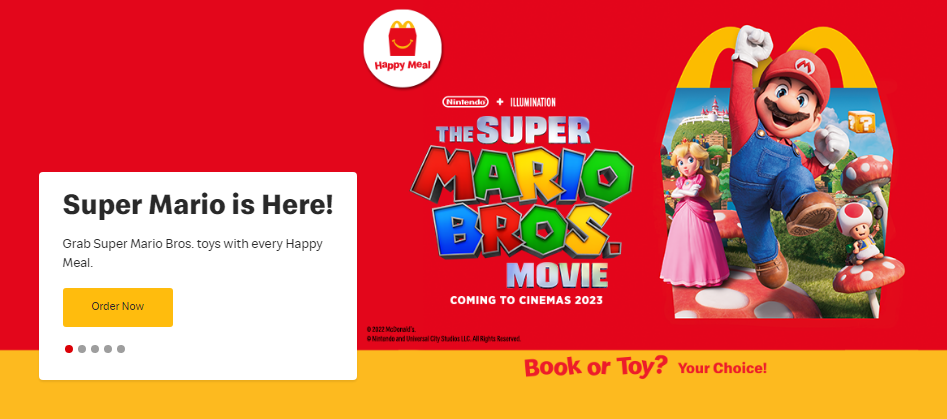 Happy Meal
Nintendo + ILLUMINATION
THE SUPER
MARIO
BROS.
MOVIE
COMING TO CINEMAS 2023
Super Mario is Here!
Grab Super Mario Bros. toys with every Happy
Meal.
Order Now
© 2022 McDonald's.
© Nintendo and Universal City Studios LLC. All Rights Reserved.
Book or Toy? Your Choice!